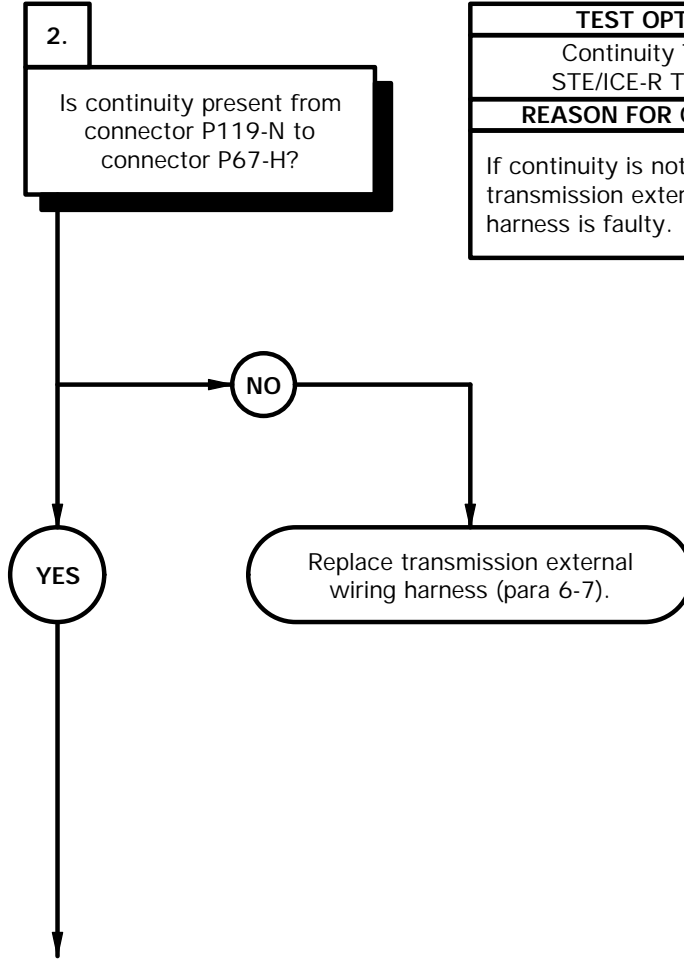 2.
Is continuity present from
connector P119-N to
connector P67-H?
TEST OPT
Continuity
STE/ICE-R T
REASON FOR
If continuity is not
transmission exter
harness is faulty.
NO
YES
Replace transmission external
wiring harness (para 6-7).